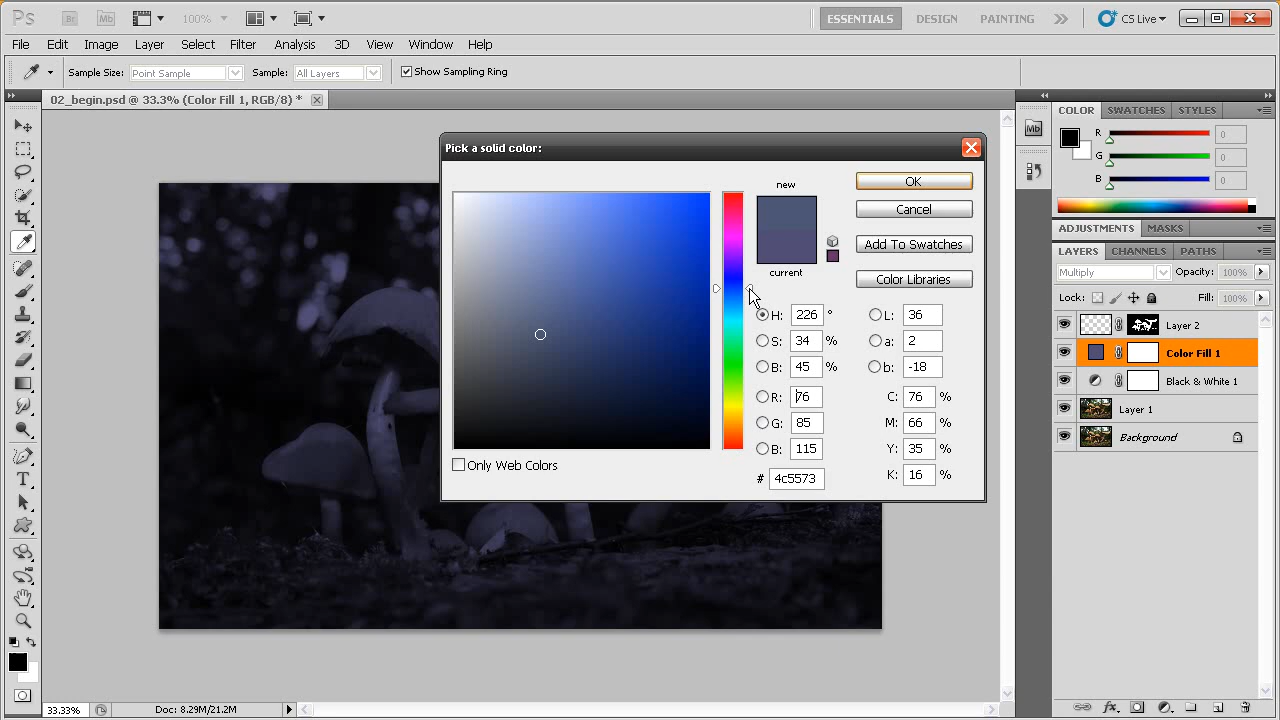 Ps Br Mb 100% ESSENTIALS DESIGN PAINTING CS Live
File Edit Image Layer Select Filter Analysis 3D View Window Help
Sample Size: Point Sample Sample: All Layers Show Sampling Ring
02_begin.psd @ 33.3% (Color Fill 1, RGB/8) *
Pick a solid color:
new
current
OK
Cancel
Add To Swatches
Color Libraries
H: 226 °
S: 34 %
B: 45 %
R: 76
G: 85
B: 115
# 4c5573
L: 36
a: 2
b: -18
C: 76 %
M: 66 %
Y: 35 %
K: 16 %
Only Web Colors
Mb
COLOR SWATCHES STYLES
R 0
G 0
B 0
ADJUSTMENTS MASKS
LAYERS CHANNELS PATHS
Multiply Opacity: 100%
Lock: Fill: 100%
Layer 2
Color Fill 1
Black & White 1
Layer 1
Background
fx
T
33.33% Doc: 8.29M/21.2M